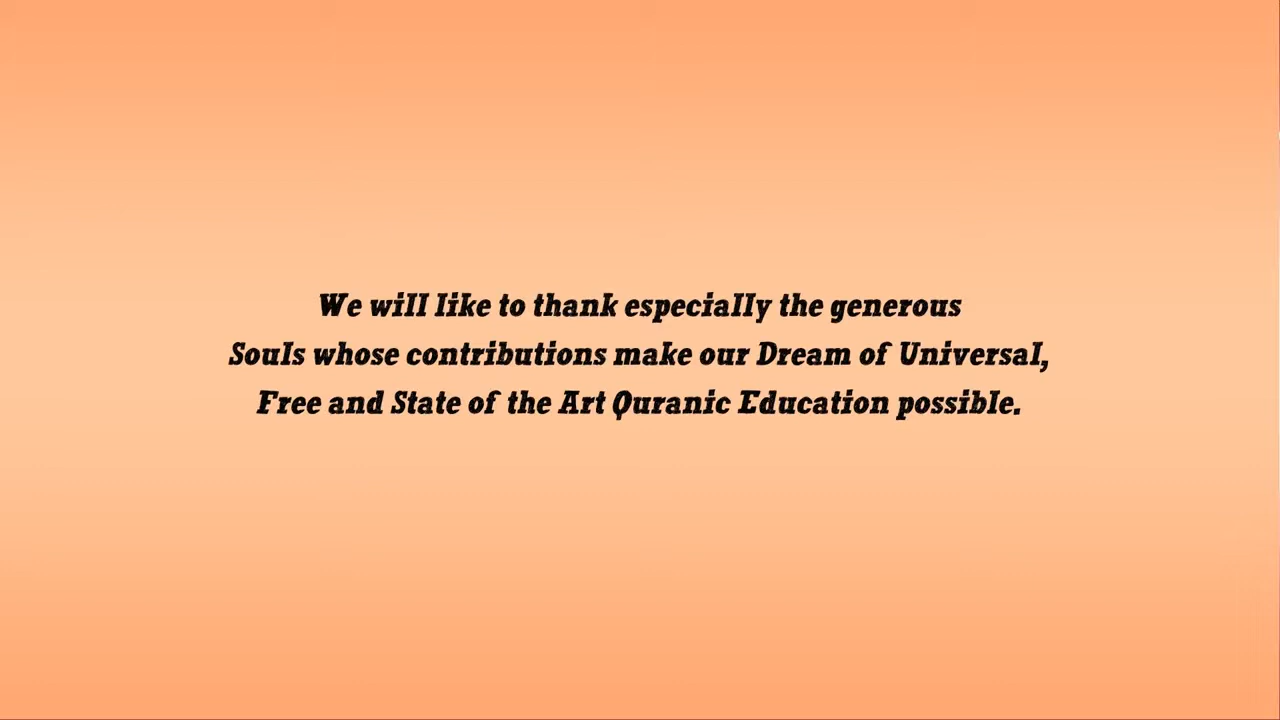 We will like to thank especially the generous
Souls whose contributions make our Dream of Universal,
Free and State of the Art Quranic Education possible.